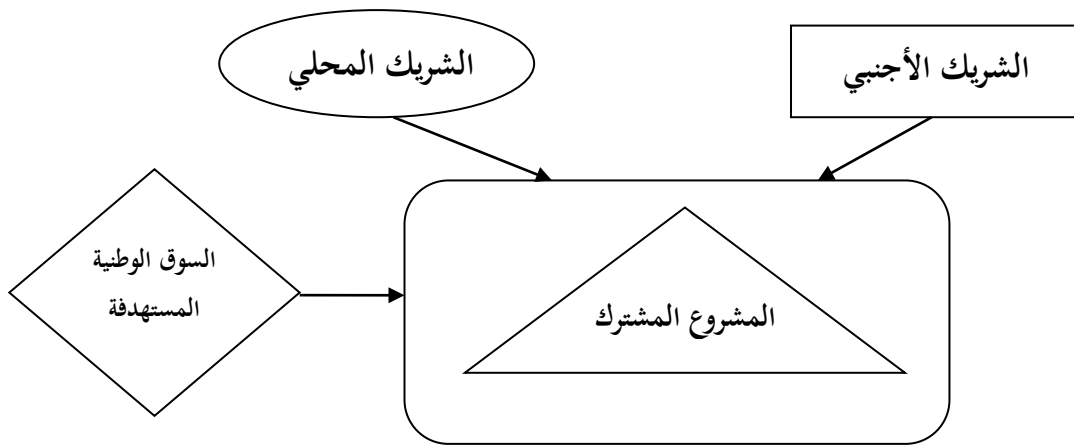 الشريك الأجنبي
الشريك المحلي
السوق الوطنية
المستهدفة
المشروع المشترك